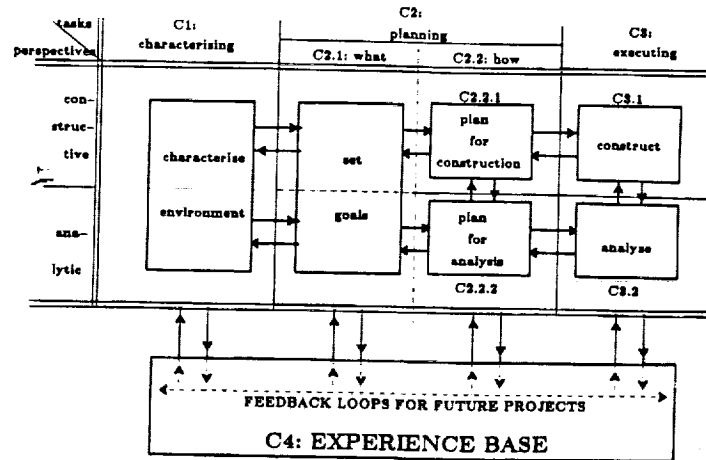 tasks
perspectives
C1:
characterising
C2:
planning
C2.1: what
C2.2: how
C3:
executing
con-
struc-
tive
ana-
lytic
characterise
environment
set
goals
C2.2.1
plan
for
construction
plan
for
analysis
C2.2.2
C3.1
construct
analyse
C3.2
FEEDBACK LOOPS FOR FUTURE PROJECTS
C4: EXPERIENCE BASE